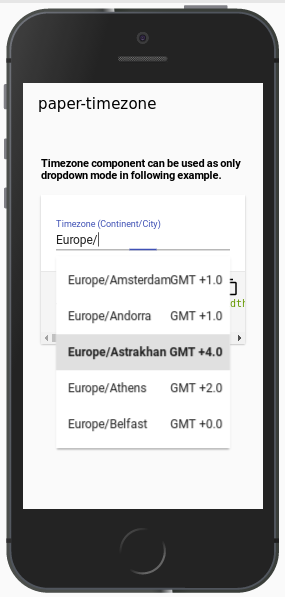 paper-timezone
Timezone component can be used as only
dropdown mode in following example.
Timezone (Continent/City)
Europe/
Europe/Amsterdam GMT +1.0
Europe/Andorra GMT +1.0
Europe/Astrakhan GMT +4.0
Europe/Athens GMT +2.0
Europe/Belfast GMT +0.0